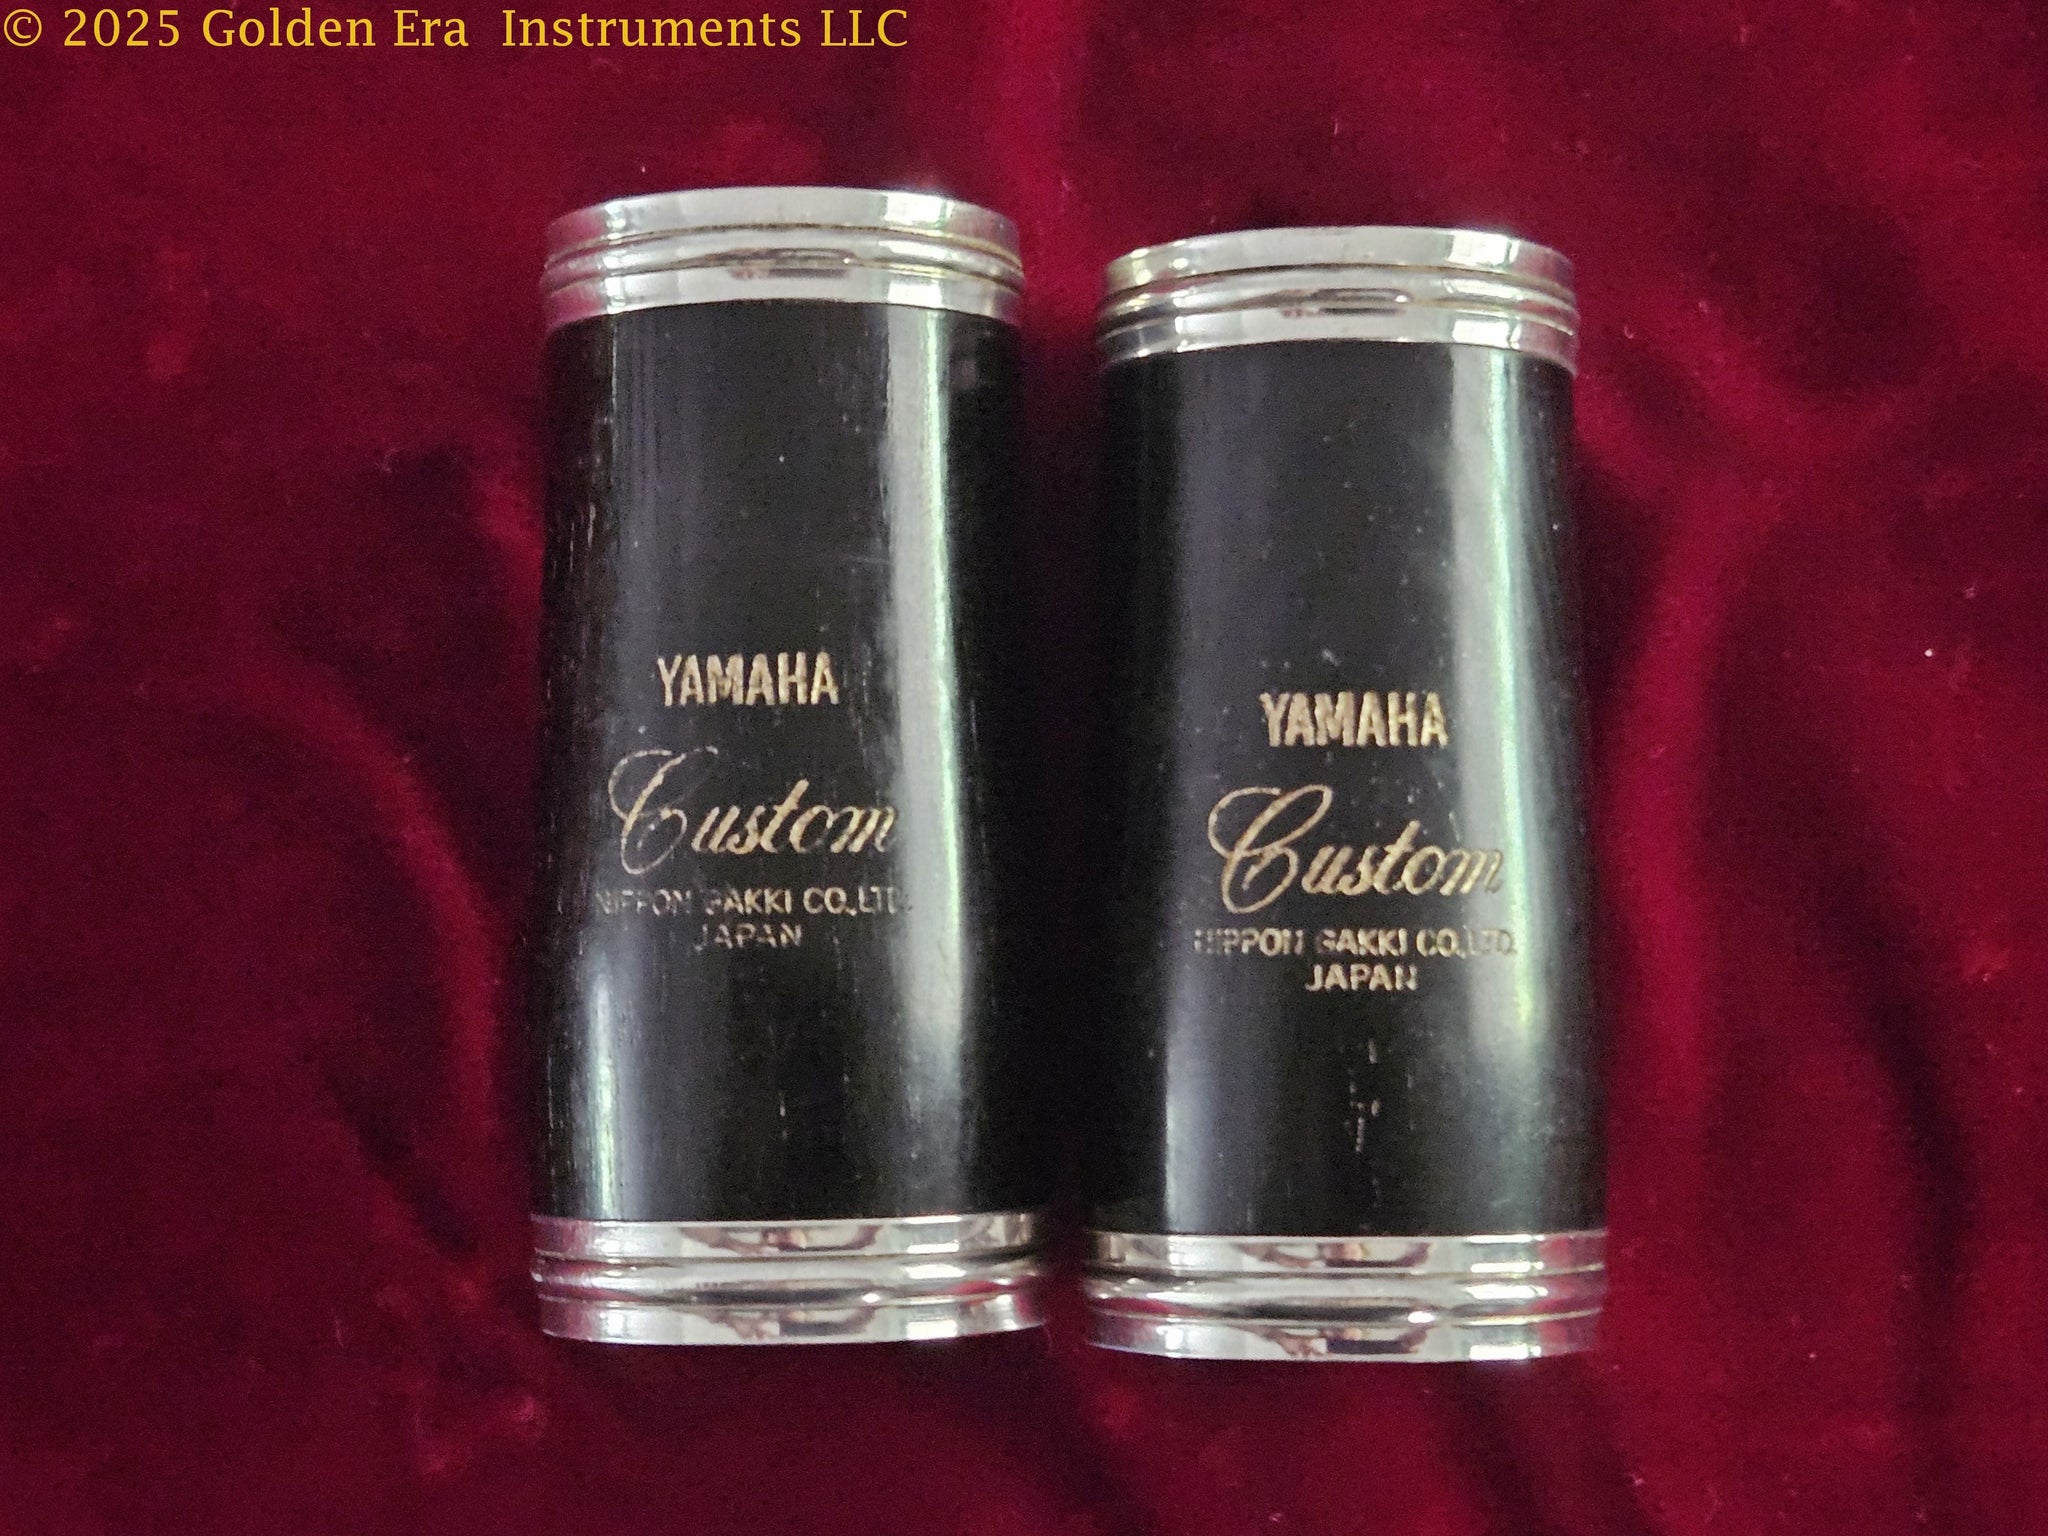 © 2025 Golden Era Instruments LLC
YAMAHA
Custom
NIPPON GAKKI CO.,LTD.
JAPAN
YAMAHA
Custom
NIPPON GAKKI CO.,LTD.
JAPAN